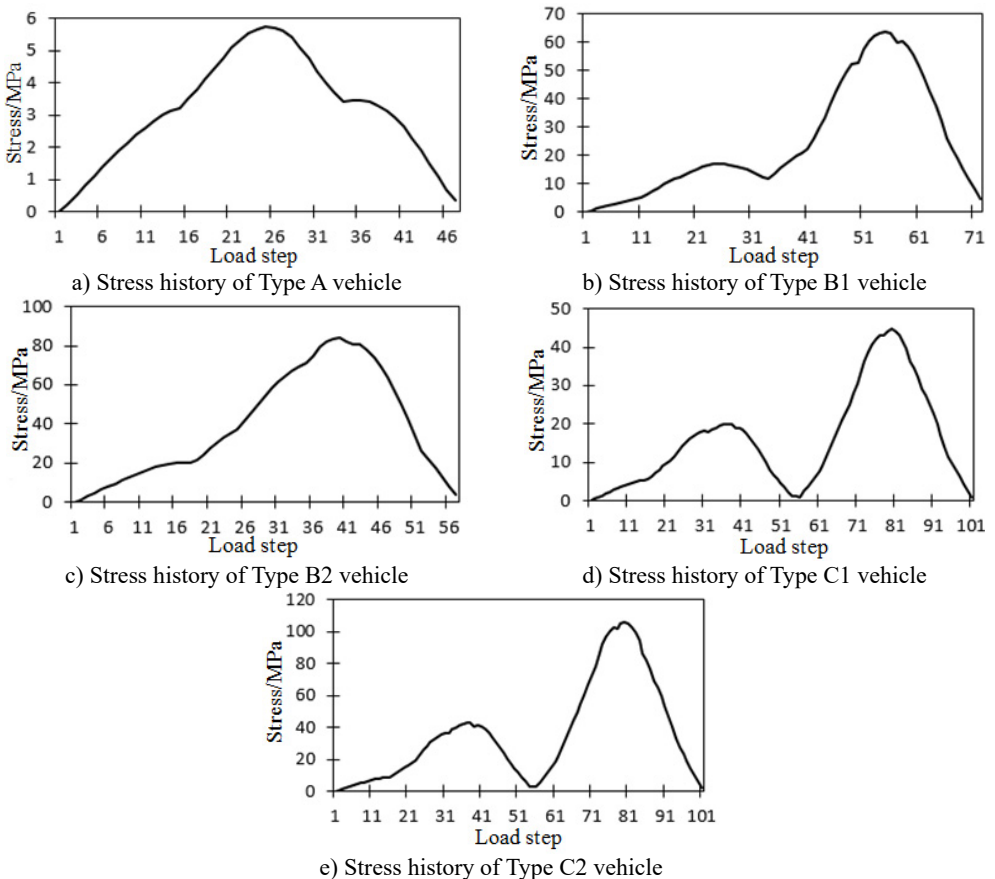 6
5
4
3
2
1
0
Stress/MPa
1 6 11 16 21 26 31 36 41 46
Load step
a) Stress history of Type A vehicle
70
60
50
40
30
20
10
0
Stress/MPa
1 11 21 31 41 51 61 71
Load step
b) Stress history of Type B1 vehicle
100
80
60
40
20
0
Stress/MPa
1 6 11 16 21 26 31 36 41 46 51 56
Load step
c) Stress history of Type B2 vehicle
50
40
30
20
10
0
Stress/MPa
1 11 21 31 41 51 61 71 81 91 101
Load step
d) Stress history of Type C1 vehicle
120
100
80
60
40
20
0
Stress/MPa
1 11 21 31 41 51 61 71 81 91 101
Load step
e) Stress history of Type C2 vehicle